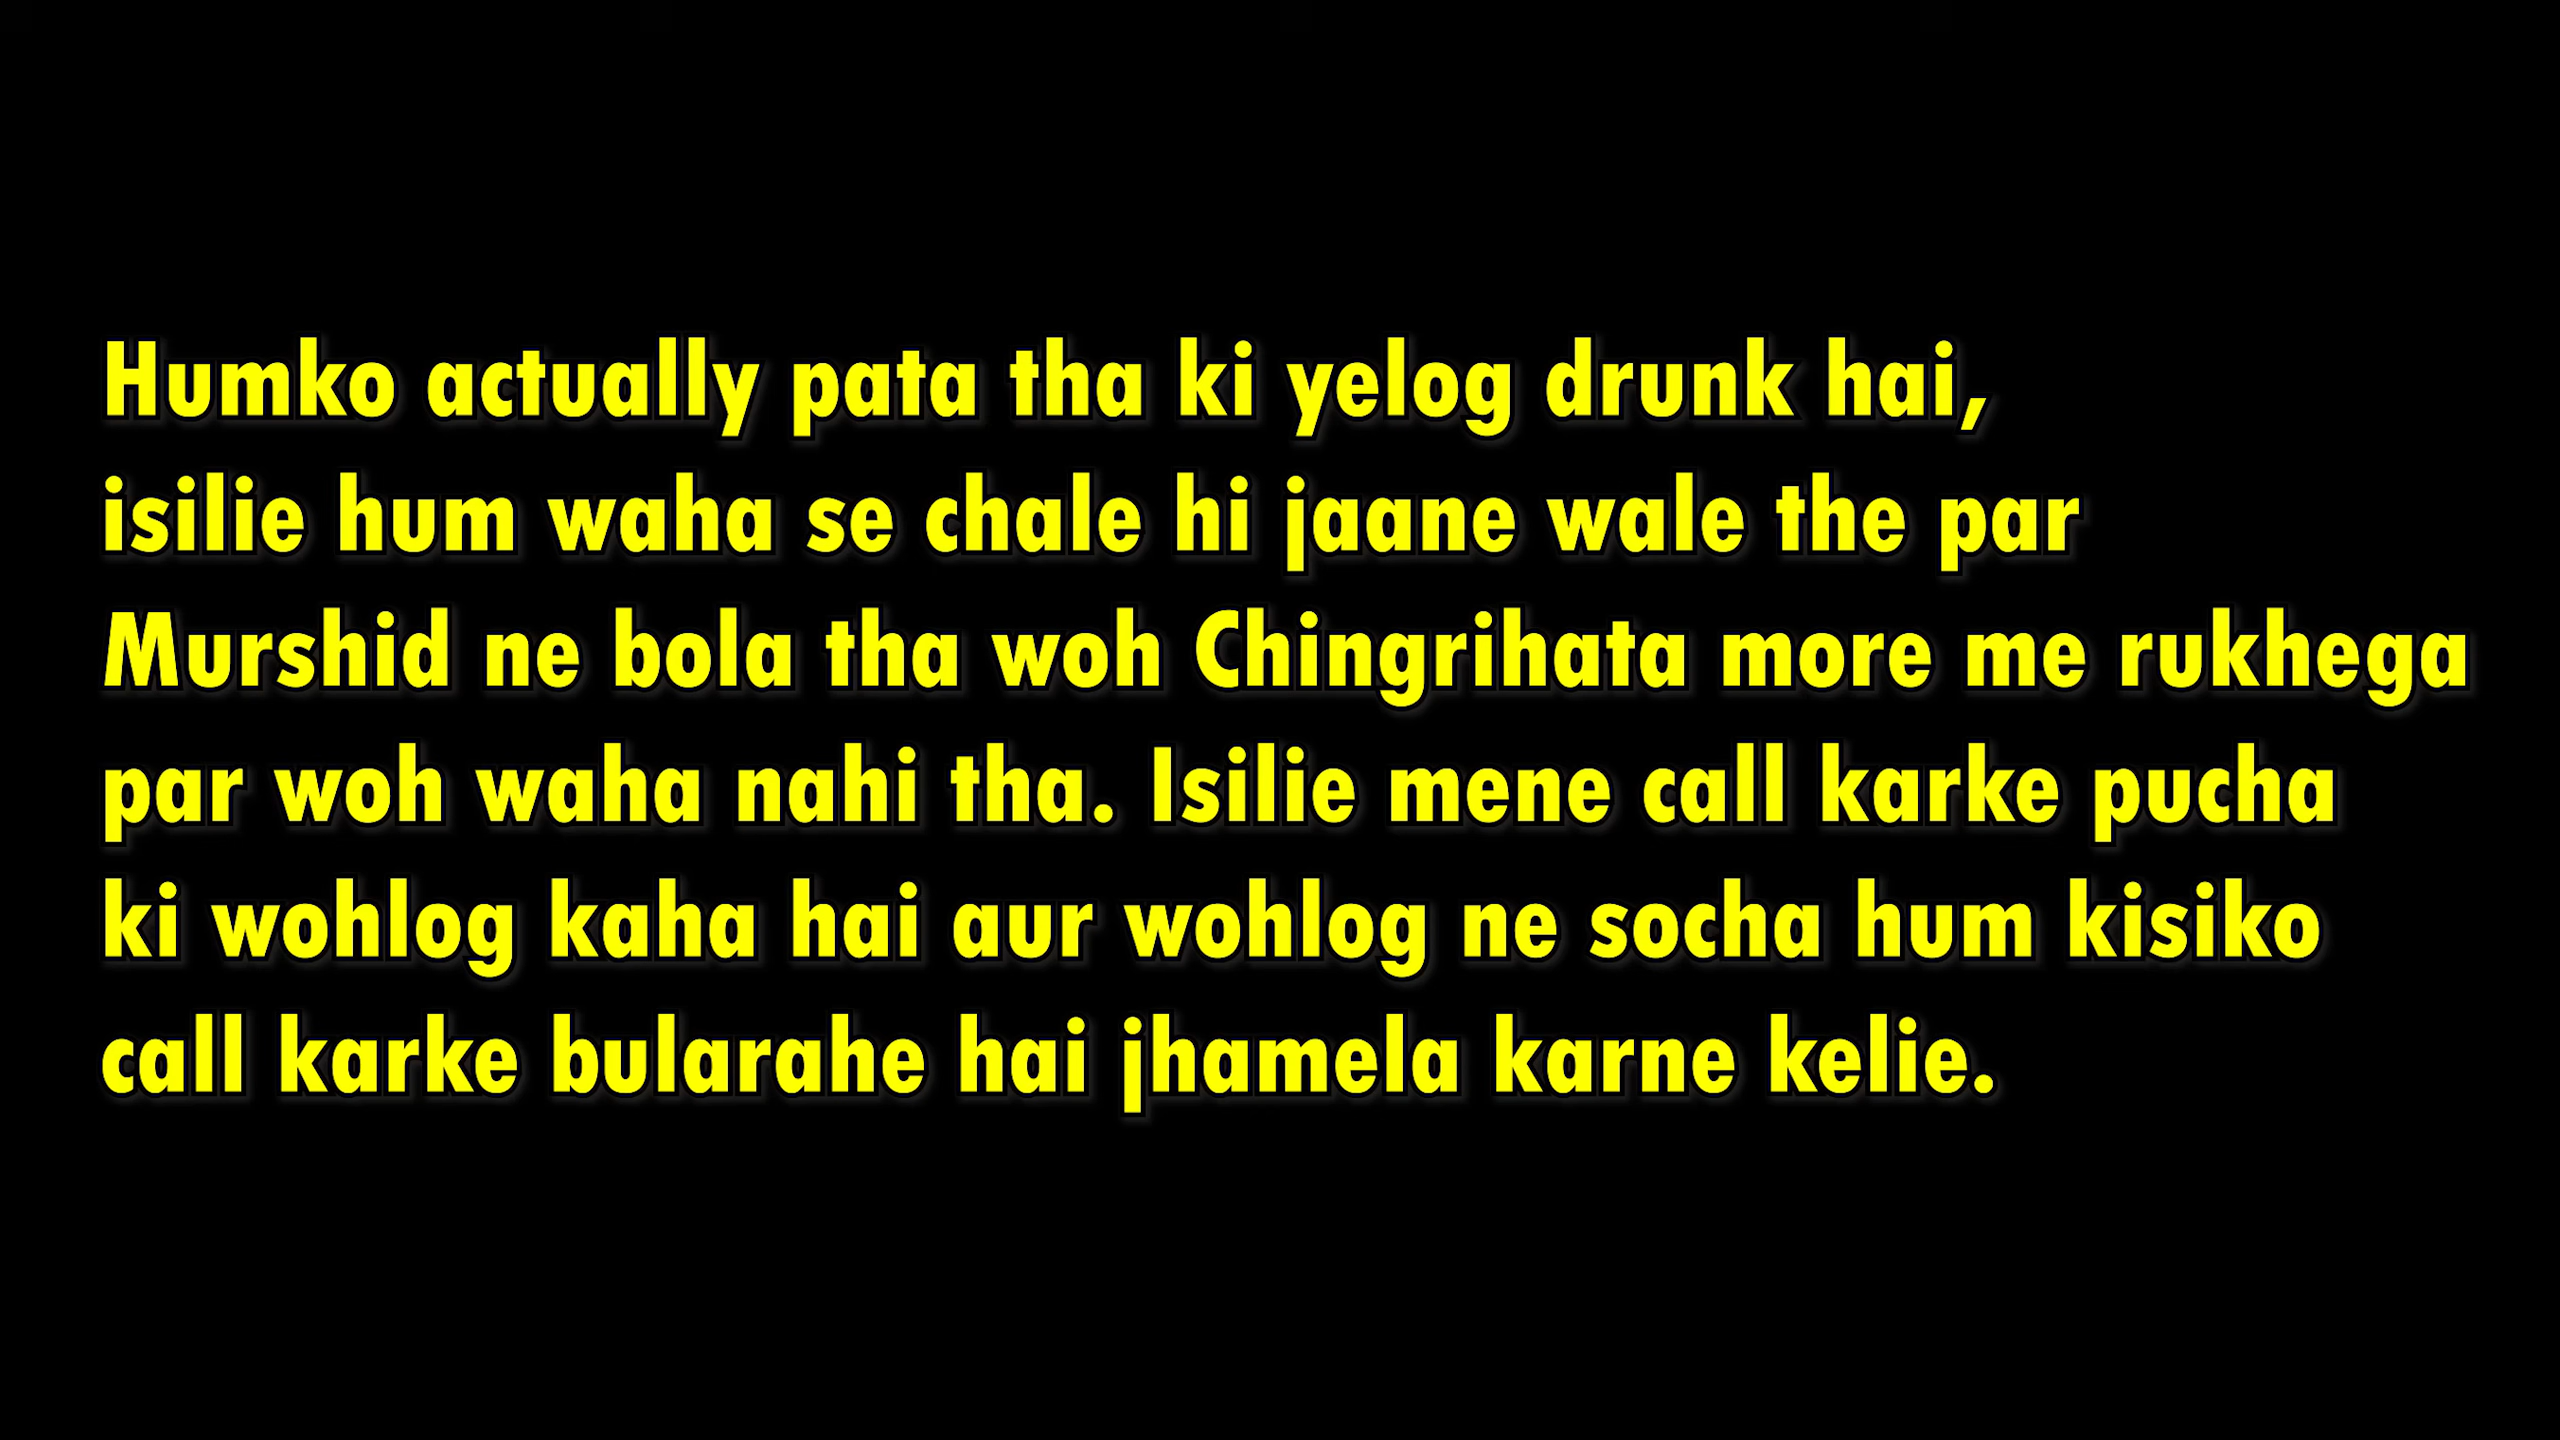 Humko actually pata tha ki yelog drunk hai,
isilie hum waha se chale hi jaane wale the par
Murshid ne bola tha woh Chingrihata more me rukhega
par woh waha nahi tha. Isilie mene call karke pucha
ki wohlog kaha hai aur wohlog ne socha hum kisiko
call karke bularahe hai jhamela karne kelie.